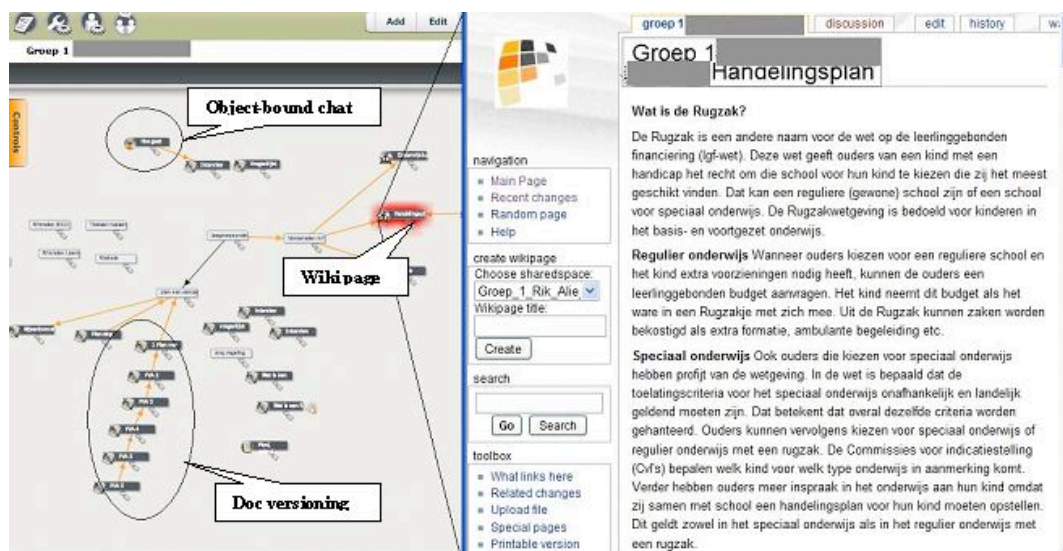 Add Edit
Groep 1
Controls
Object-bound chat
Wikipage
Doc versioning
navigation
Main Page
Recent changes
Random page
Help
create wikipage
Choose sharedspace:
Groep_1_Rik_Alie
Wikipage title:
Create
search
Go Search
toolbox
What links here
Related changes
Upload file
Special pages
Printable version
groep 1 discussion edit history
Groep 1
Handelingsplan
Wat is de Rugzak?
De Rugzak is een andere naam voor de wet op de leerlinggebonden
financiering (lgf-wet). Deze wet geeft ouders van een kind met een
handicap het recht om die school voor hun kind te kiezen die zij het meest
geschikt vinden. Dat kan een reguliere (gewone) school zijn of een school
voor speciaal onderwijs. De Rugzakwetgeving is bedoeld voor kinderen in
het basis- en voortgezet onderwijs.
Regulier onderwijs Wanneer ouders kiezen voor een reguliere school en
het kind extra voorzieningen nodig heeft, kunnen de ouders een
leerlinggebonden budget aanvragen. Het kind neemt dit budget als het
ware in een Rugzakje met zich mee. Uit de Rugzak kunnen zaken worden
bekostigd als extra formatie, ambulante begeleiding etc.
Speciaal onderwijs Ook ouders die kiezen voor speciaal onderwijs
hebben profijt van de wetgeving. In de wet is bepaald dat de
toelatingscriteria voor het speciaal onderwijs onafhankelijk en landelijk
geldend moeten zijn. Dat betekent dat overal dezelfde criteria worden
gehanteerd. Ouders kunnen vervolgens kiezen voor speciaal onderwijs of
regulier onderwijs met een rugzak. De Commissies voor indicatiestelling
(CvI's) bepalen welk kind voor welk type onderwijs in aanmerking komt.
Verder hebben ouders meer inspraak in het onderwijs aan hun kind omdat
zij samen met school een handelingsplan voor hun kind moeten opstellen.
Dit geldt zowel in het speciaal onderwijs als in het regulier onderwijs met
een rugzak.